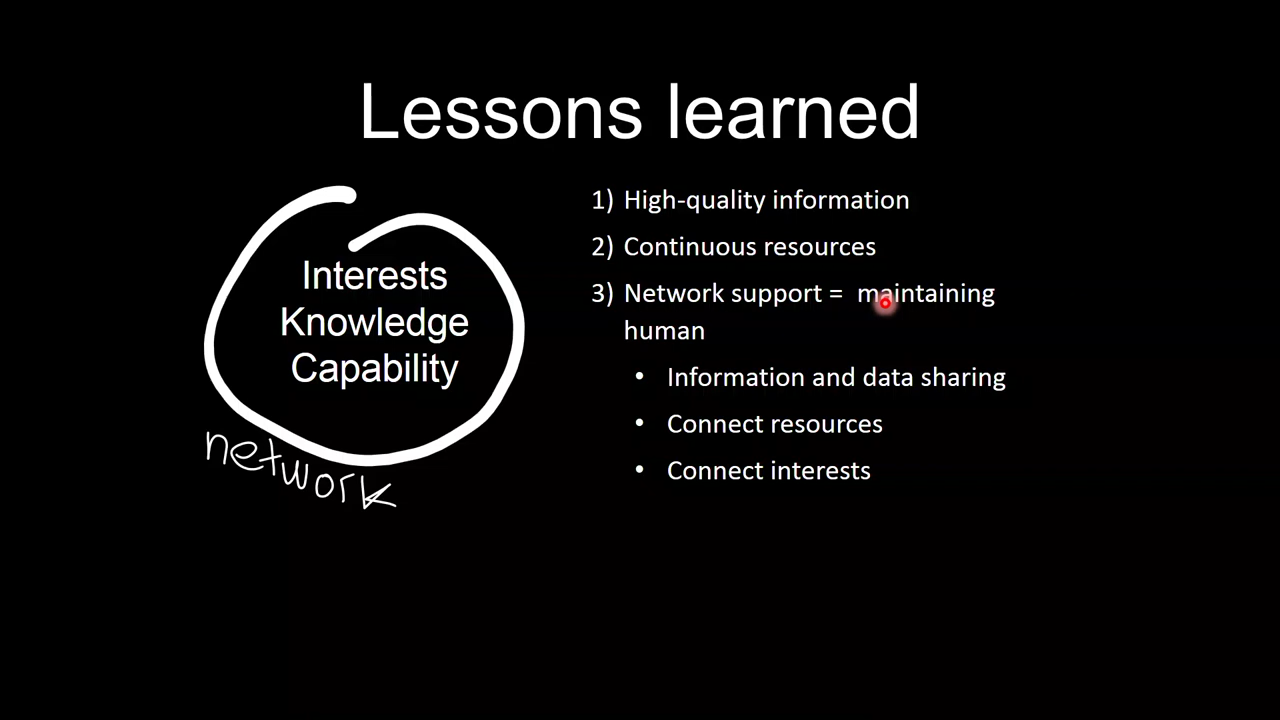 Lessons learned
Interests
Knowledge
Capability
network
1) High-quality information
2) Continuous resources
3) Network support = maintaining
human
• Information and data sharing
• Connect resources
• Connect interests